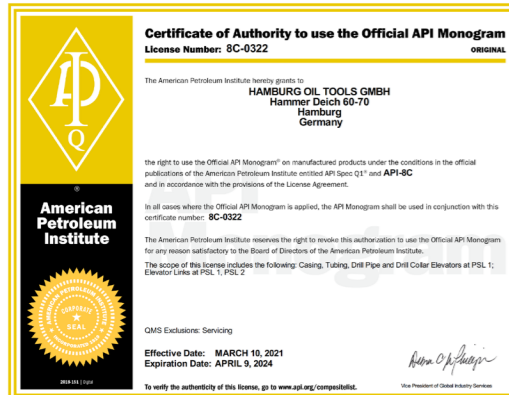 Certificate of Authority to use the Official API Monogram
License Number: 8C-0322
ORIGINAL
The American Petroleum Institute hereby grants to
HAMBURG OIL TOOLS GMBH
Hammer Deich 60-70
Hamburg
Germany
the right to use the Official API Monogram® on manufactured products under the conditions in the official
publications of the American Petroleum Institute entitled API Spec Q1® and API-8C
and in accordance with the provisions of the License Agreement.
In all cases where the Official API Monogram is applied, the API Monogram shall be used in conjunction with this
certificate number: 8C-0322
The American Petroleum Institute reserves the right to revoke this authorization to use the Official API Monogram
for any reason satisfactory to the Board of Directors of the American Petroleum Institute.
The scope of this license includes the following: Casing, Tubing, Drill Pipe and Drill Collar Elevators at PSL 1;
Elevator Links at PSL 1, PSL 2
QMS Exclusions: Servicing
Effective Date: MARCH 10, 2021
Expiration Date: APRIL 9, 2024
To verify the authenticity of this license, go to www.api.org/compositelist.
Vice President of Global Industry Services
API
Q
®
American
Petroleum
Institute
AMERICAN PETROLEUM INSTITUTE
CORPORATE
SEAL
2018-151 | Digital
API
Monogram